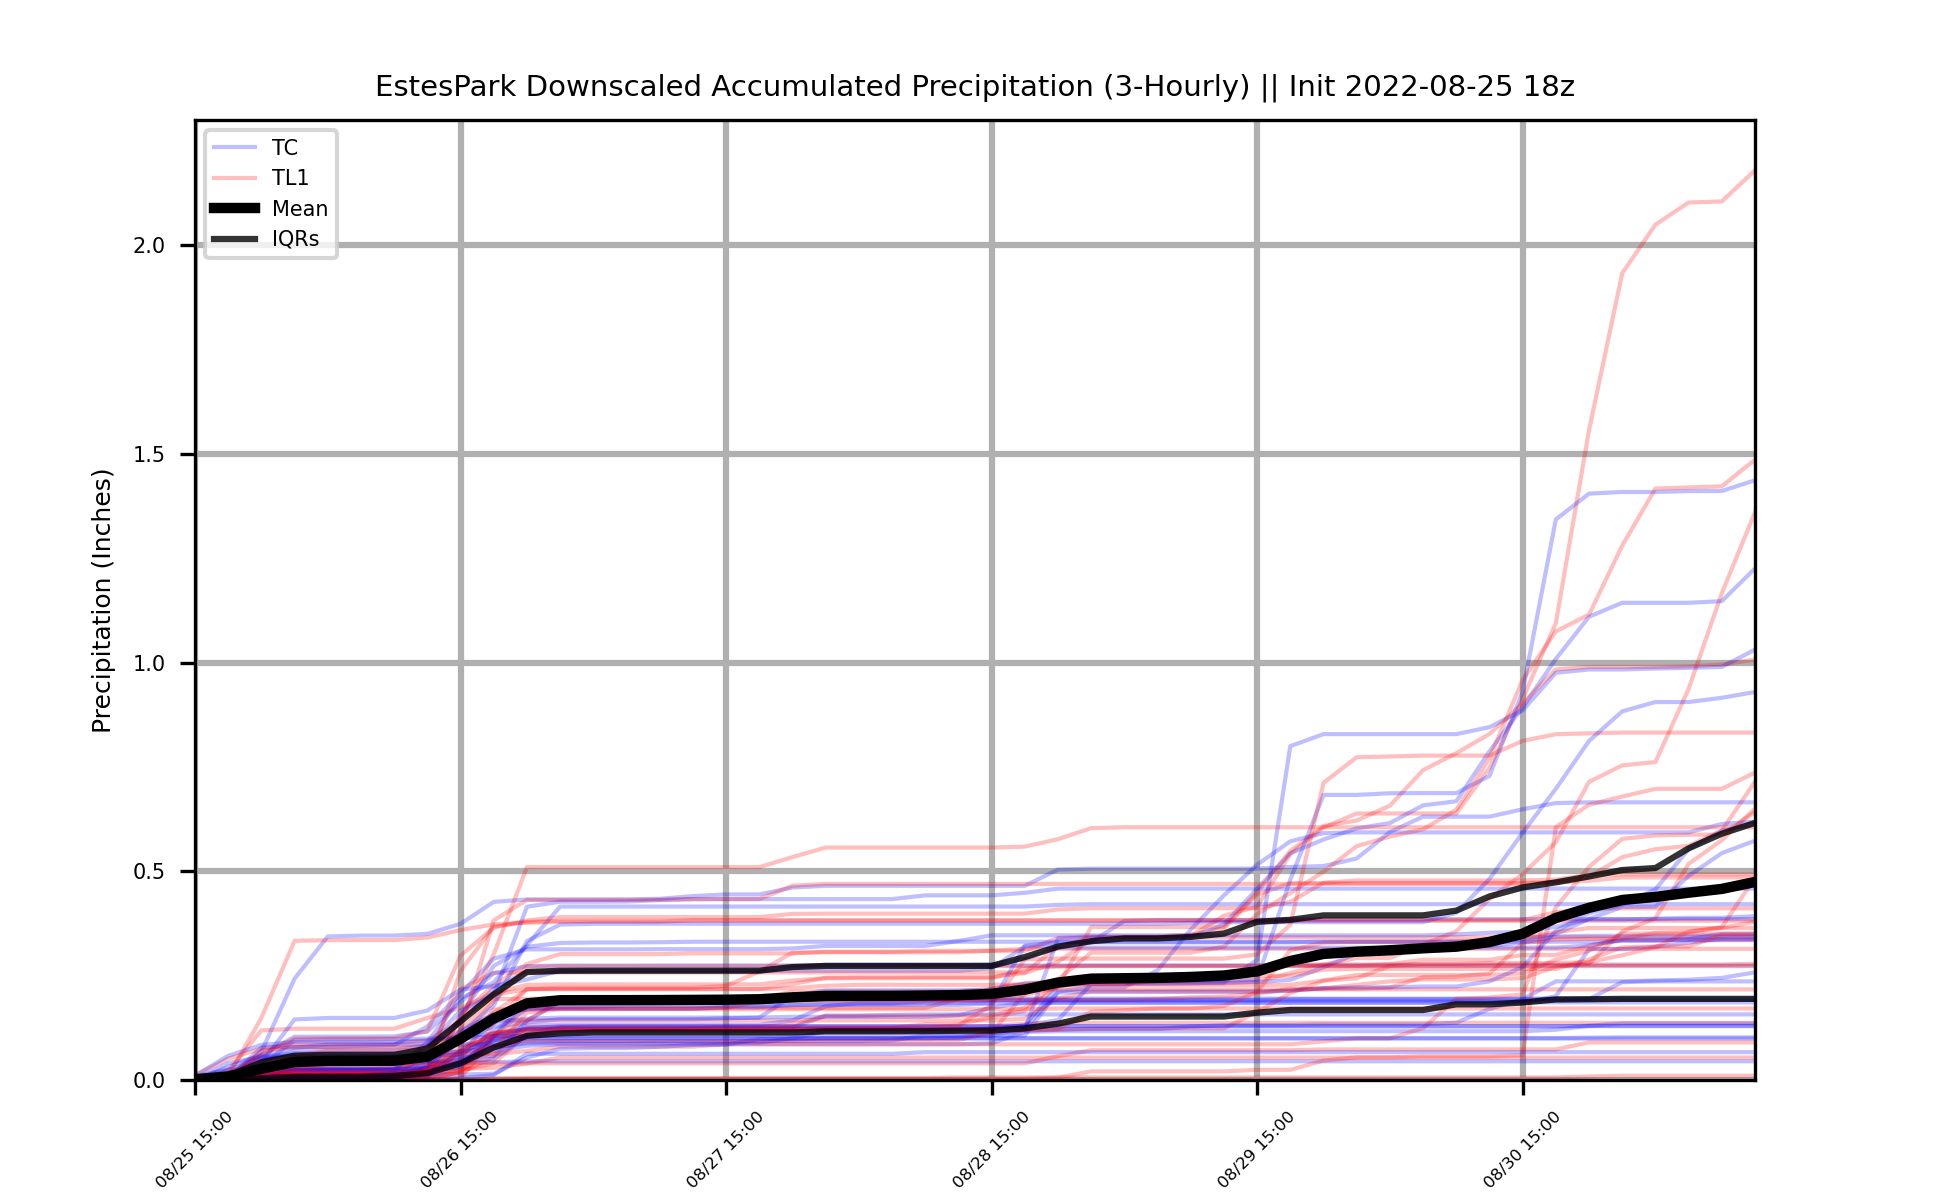 EstesPark Downscaled Accumulated Precipitation (3-Hourly) || Init 2022-08-25 18z
TC
TL1
Mean
IQRs
Precipitation (Inches)
2.0
1.5
1.0
0.5
0.0
08/25 15:00
08/26 15:00
08/27 15:00
08/28 15:00
08/29 15:00
08/30 15:00